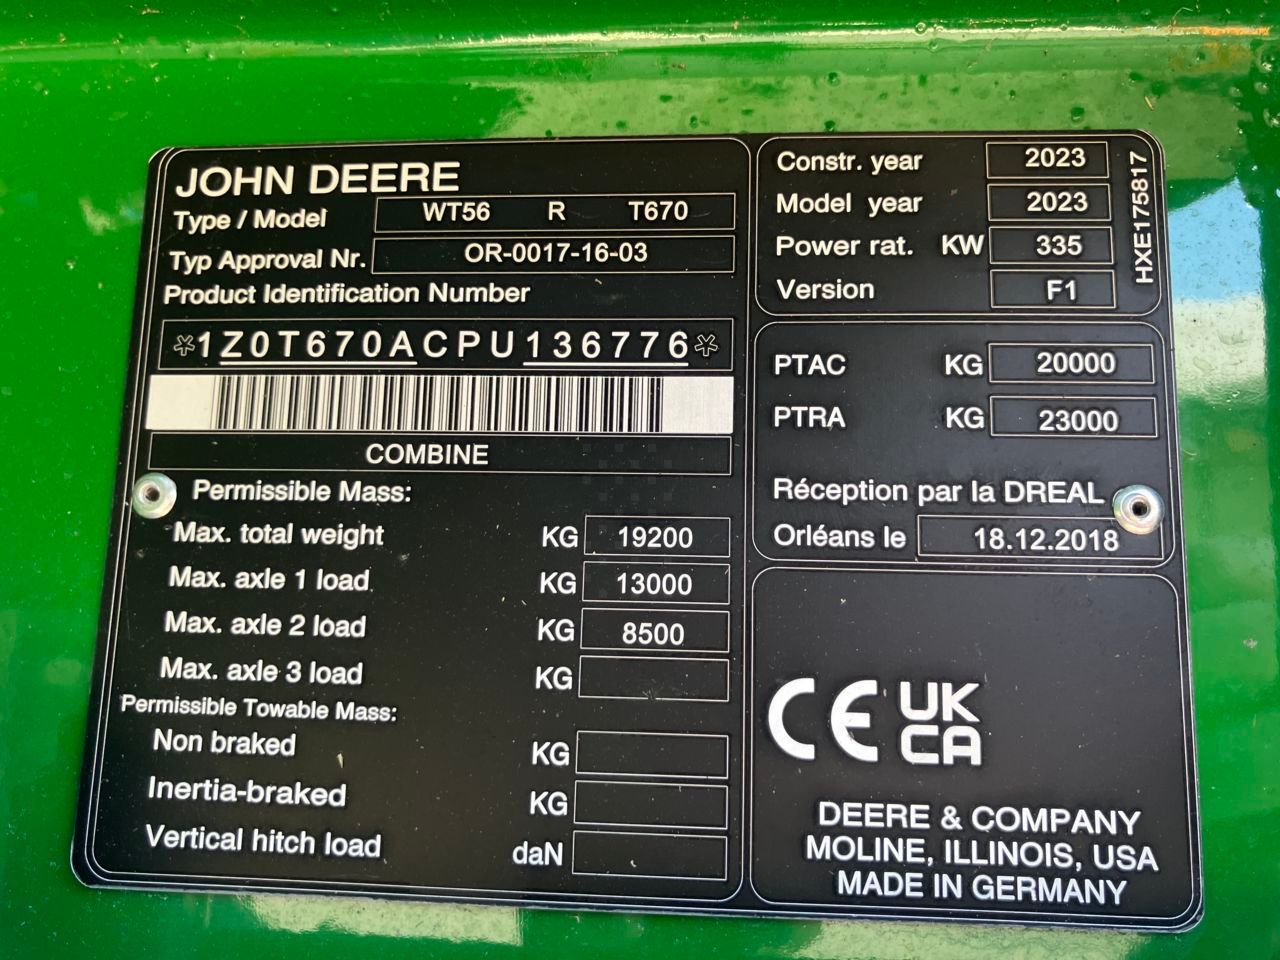 JOHN DEERE
Type / Model WT56 R T670
Typ Approval Nr. OR-0017-16-03
Product Identification Number
*1Z0T670ACPU136776*
COMBINE
Permissible Mass:
Max. total weight KG 19200
Max. axle 1 load KG 13000
Max. axle 2 load KG 8500
Max. axle 3 load KG
Permissible Towable Mass:
Non braked KG
Inertia-braked KG
Vertical hitch load daN
Constr. year 2023
Model year 2023
Power rat. KW 335
Version F1
HXE175817
PTAC KG 20000
PTRA KG 23000
Réception par la DREAL
Orléans le 18.12.2018
CE UK
CA
DEERE & COMPANY
MOLINE, ILLINOIS, USA
MADE IN GERMANY